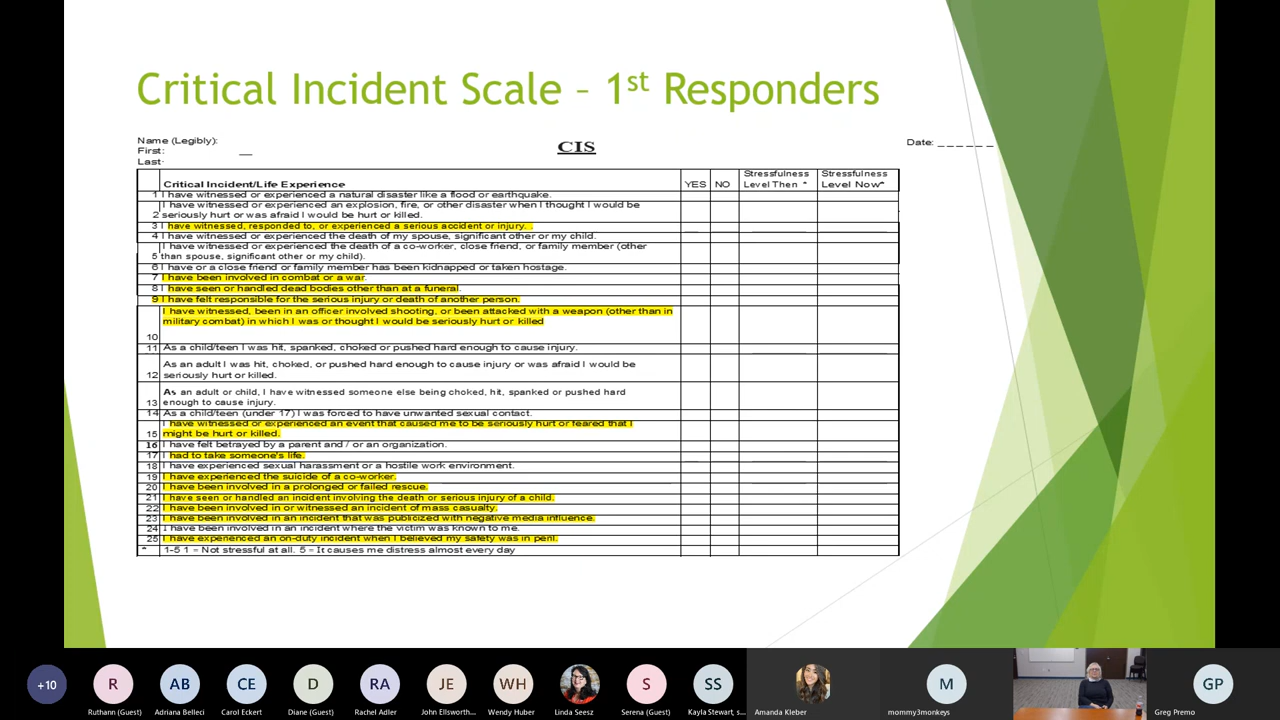 Critical Incident Scale – 1st Responders
Name (Legibly):
First:
Last:
CIS
Date: _ _ _ _ _ _
Critical Incident/Life Experience YES NO Stressfulness Level Then * Stressfulness Level Now*
1 I have witnessed or experienced a natural disaster like a flood or earthquake.
I have witnessed or experienced an explosion, fire, or other disaster when I thought I would be
2 seriously hurt or was afraid I would be hurt or killed.
3 I have witnessed, responded to, or experienced a serious accident or injury. .
4 I have witnessed or experienced the death of my spouse, significant other or my child.
I have witnessed or experienced the death of a co-worker, close friend, or family member (other
5 than spouse, significant other or my child).
6 I have or a close friend or family member has been kidnapped or taken hostage.
7 I have been involved in combat or a war.
8 I have seen or handled dead bodies other than at a funeral.
9 I have felt responsible for the serious injury or death of another person.
I have witnessed, been in an officer involved shooting, or been attacked with a weapon (other than in
military combat) in which I was or thought I would be seriously hurt or killed
10
11 As a child/teen I was hit, spanked, choked or pushed hard enough to cause injury.
As an adult I was hit, choked, or pushed hard enough to cause injury or was afraid I would be
12 seriously hurt or killed.
As an adult or child, I have witnessed someone else being choked, hit, spanked or pushed hard
13 enough to cause injury.
14 As a child/teen (under 17) I was forced to have unwanted sexual contact.
I have witnessed or experienced an event that caused me to be seriously hurt or feared that I
15 might be hurt or killed.
16 I have felt betrayed by a parent and / or an organization.
17 I had to take someone's life.
18 I have experienced sexual harassment or a hostile work environment.
19 I have experienced the suicide of a co-worker.
20 I have been involved in a prolonged or failed rescue.
21 I have seen or handled an incident involving the death or serious injury of a child.
22 I have been involved in or witnessed an incident of mass casualty.
23 I have been involved in an incident that was publicized with negative media influence.
24 I have been involved in an incident where the victim was known to me.
25 I have experienced an on-duty incident when I believed my safety was in peril.
* 1-5 1 = Not stressful at all. 5 = It causes me distress almost every day
+10 R AB CE D RA JE WH S SS M GP
Ruthann (Guest) Adriana Belleci Carol Eckert Diane (Guest) Rachel Adler John Ellsworth... Wendy Huber Linda Seesz Serena (Guest) Kayla Stewart, s... Amanda Kleber mommy3monkeys Greg Premo